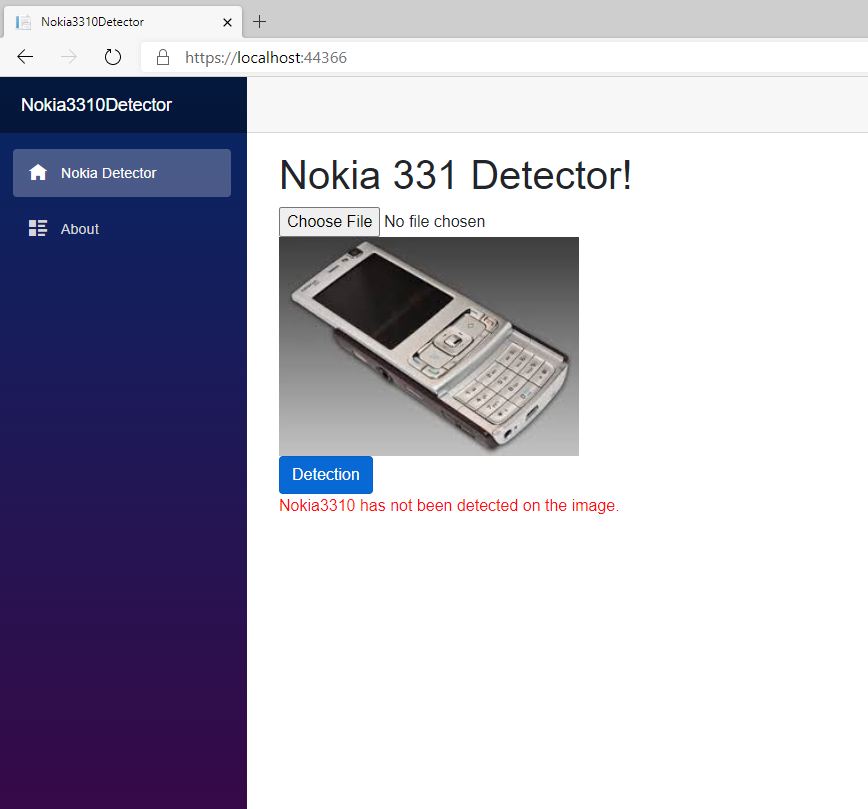 Nokia3310Detector
https://localhost:44366
Nokia3310Detector
Nokia Detector
About
Nokia 331 Detector!
Choose File No file chosen
Detection
Nokia3310 has not been detected on the image.